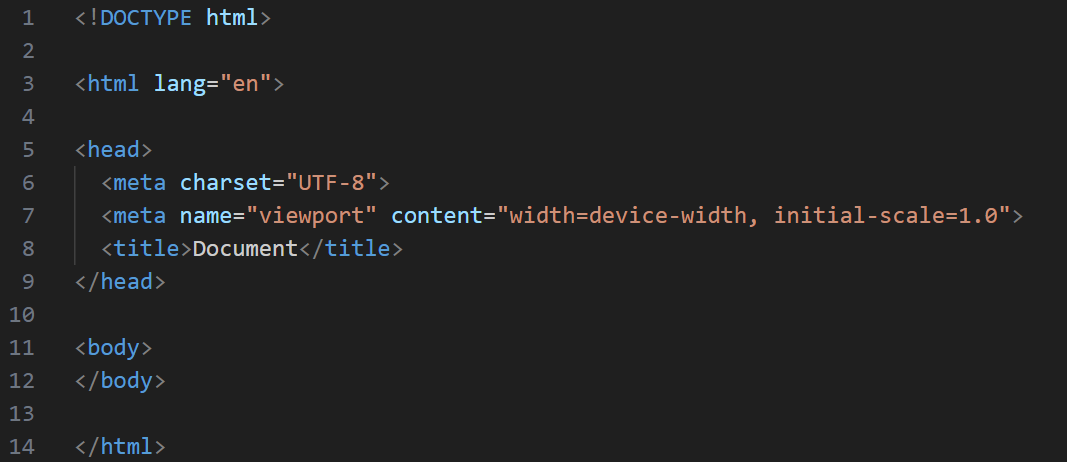 1 <!DOCTYPE html>
2
3 <html lang="en">
4
5 <head>
6   <meta charset="UTF-8">
7   <meta name="viewport" content="width=device-width, initial-scale=1.0">
8   <title>Document</title>
9 </head>
10
11 <body>
12 </body>
13
14 </html>